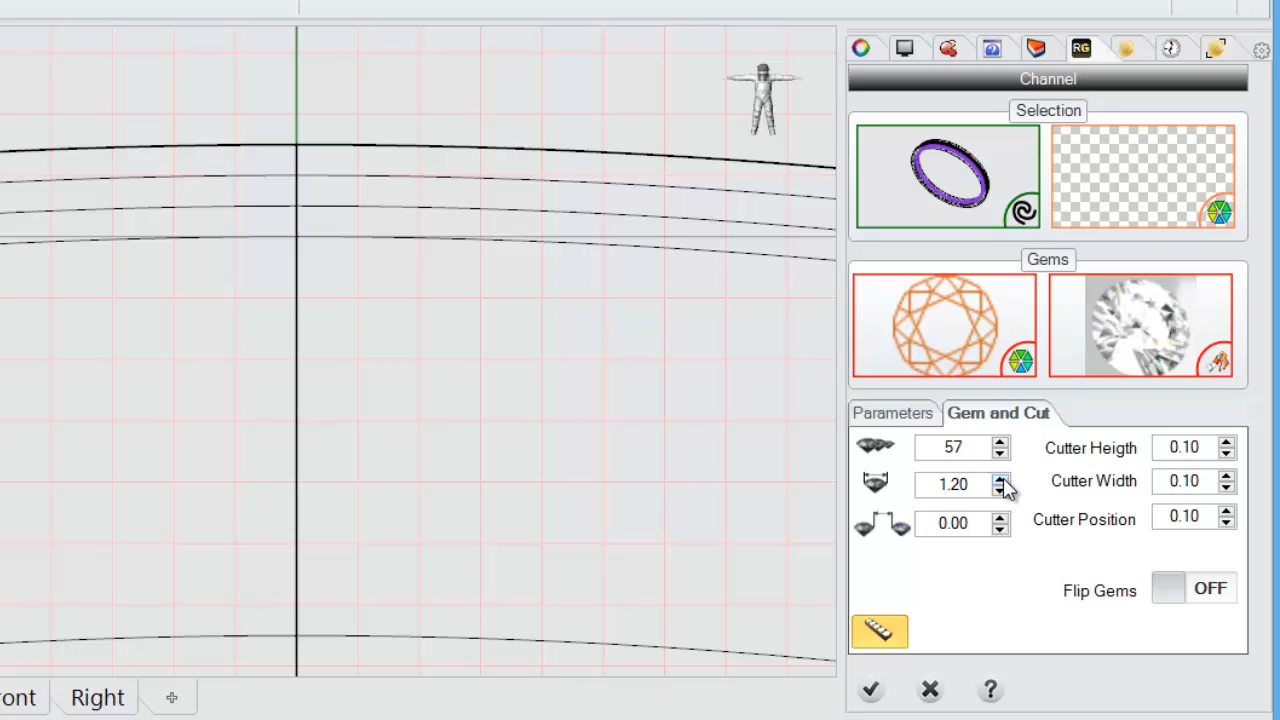 RG
Channel
Selection
Gems
Parameters Gem and Cut
57 Cutter Heigth 0.10
1.20 Cutter Width 0.10
0.00 Cutter Position 0.10
Flip Gems OFF
ront Right +
?